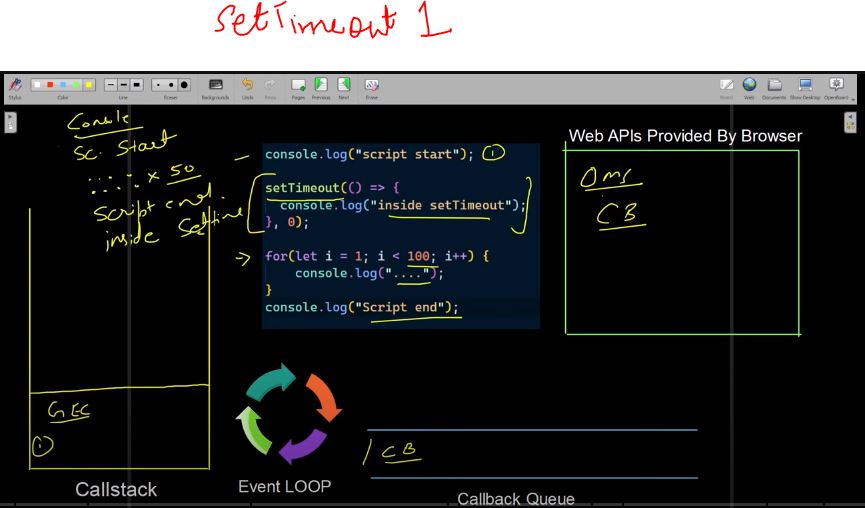 setTimeout 1
Stylus
Color
Line
Eraser
Backgrounds
Undo
Redo
Pages
Previous
Next
Erase
Board
Web
Documents
Show Desktop
OpenBoard
Console
Sc. Start
:::: x 50
Script end
inside Settime
console.log("script start"); 1
setTimeout(() => {
console.log("inside setTimeout");
}, 0);
for(let i = 1; i < 100; i++) {
console.log("....");
}
console.log("Script end");
Web APIs Provided By Browser
0ms
CB
GEC
1
Callstack
Event LOOP
CB
Callback Queue